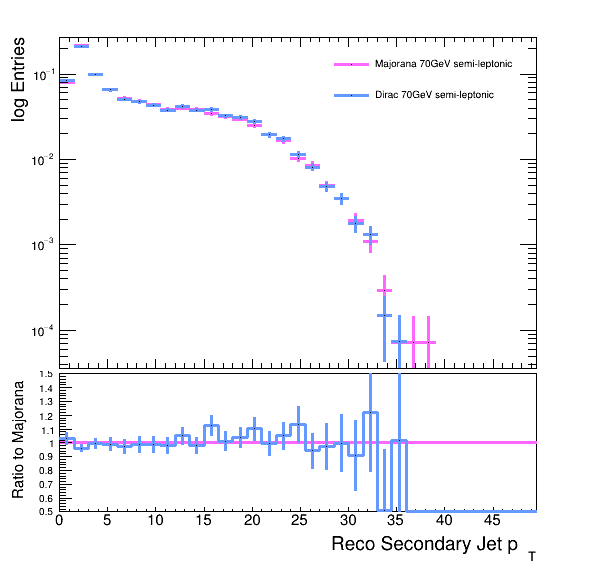 log Entries
10⁻¹
10⁻²
10⁻³
10⁻⁴
Majorana 70GeV semi-leptonic
Dirac 70GeV semi-leptonic
Ratio to Majorana
1.5
1.4
1.3
1.2
1.1
1
0.9
0.8
0.7
0.6
0.5
0 5 10 15 20 25 30 35 40 45
Reco Secondary Jet p_T